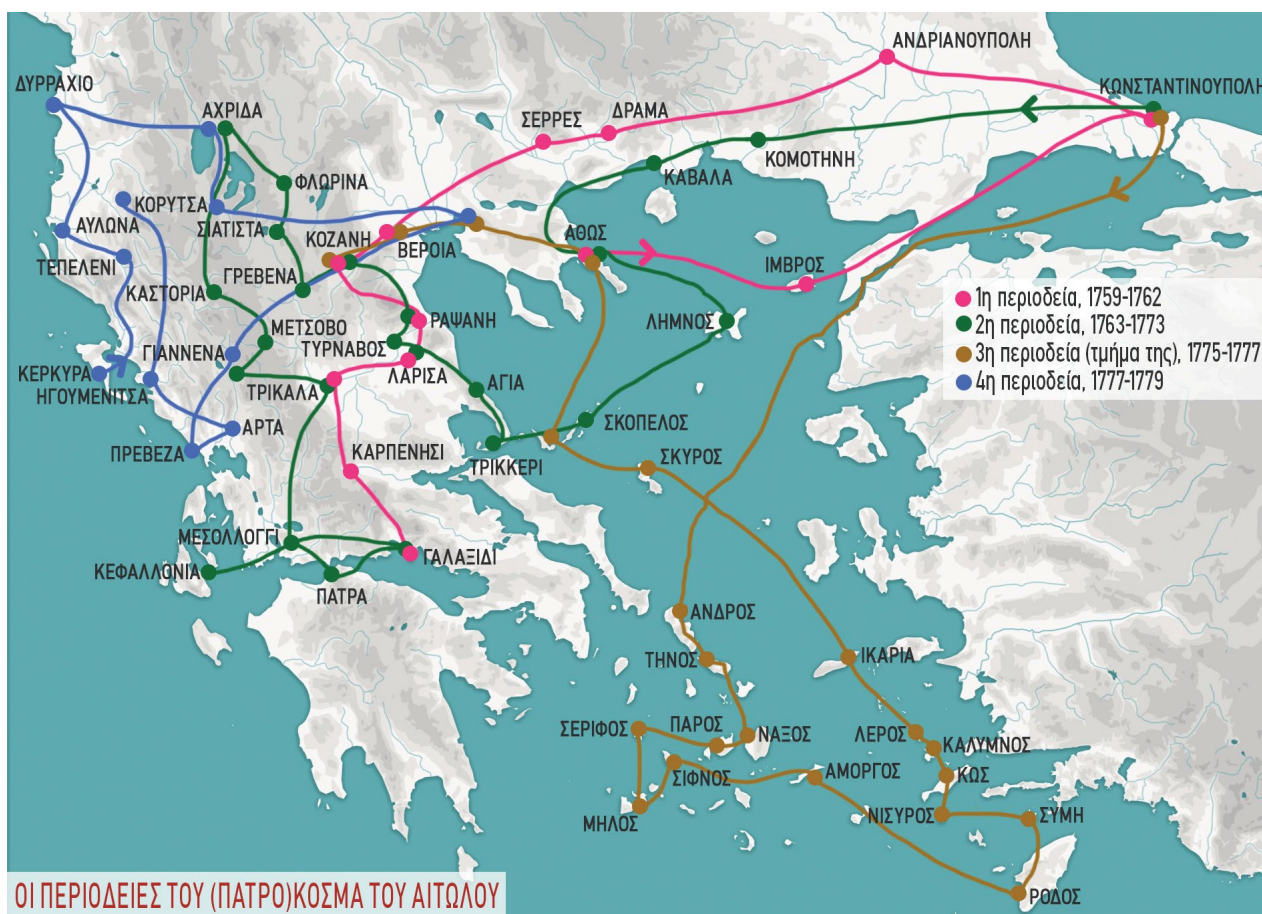 ΑΝΔΡΙΑΝΟΥΠΟΛΗ
ΔΥΡΡΑΧΙΟ
ΚΩΝΣΤΑΝΤΙΝΟΥΠΟΛΗ
ΑΧΡΙΔΑ
ΔΡΑΜΑ
ΣΕΡΡΕΣ
ΚΟΜΟΤΗΝΗ
ΚΑΒΑΛΑ
ΦΛΩΡΙΝΑ
ΚΟΡΥΤΣΑ
ΣΙΑΤΙΣΤΑ
ΑΥΛΩΝΑ
ΚΟΖΑΝΗ
ΒΕΡΟΙΑ
ΑΘΩΣ
ΙΜΒΡΟΣ
ΤΕΠΕΛΕΝΙ
ΓΡΕΒΕΝΑ
ΚΑΣΤΟΡΙΑ
1η περιοδεία, 1759-1762
2η περιοδεία, 1763-1773
3η περιοδεία (τμήμα της), 1775-1777
4η περιοδεία, 1777-1779
ΡΑΨΑΝΗ
ΛΗΜΝΟΣ
ΜΕΤΣΟΒΟ
ΤΥΡΝΑΒΟΣ
ΓΙΑΝΝΕΝΑ
ΛΑΡΙΣΑ
ΚΕΡΚΥΡΑ
ΗΓΟΥΜΕΝΙΤΣΑ
ΤΡΙΚΑΛΑ
ΑΓΙΑ
ΣΚΟΠΕΛΟΣ
ΑΡΤΑ
ΠΡΕΒΕΖΑ
ΚΑΡΠΕΝΗΣΙ
ΤΡΙΚΚΕΡΙ
ΣΚΥΡΟΣ
ΜΕΣΟΛΛΟΓΓΙ
ΓΑΛΑΞΙΔΙ
ΚΕΦΑΛΛΟΝΙΑ
ΠΑΤΡΑ
ΑΝΔΡΟΣ
ΤΗΝΟΣ
ΙΚΑΡΙΑ
ΣΕΡΙΦΟΣ
ΠΑΡΟΣ
ΝΑΞΟΣ
ΛΕΡΟΣ
ΚΑΛΥΜΝΟΣ
ΣΙΦΝΟΣ
ΑΜΟΡΓΟΣ
ΚΩΣ
ΜΗΛΟΣ
ΝΙΣΥΡΟΣ
ΣΥΜΗ
ΡΟΔΟΣ
ΟΙ ΠΕΡΙΟΔΕΙΕΣ ΤΟΥ (ΠΑΤΡΟ)ΚΟΣΜΑ ΤΟΥ ΑΙΤΩΛΟΥ